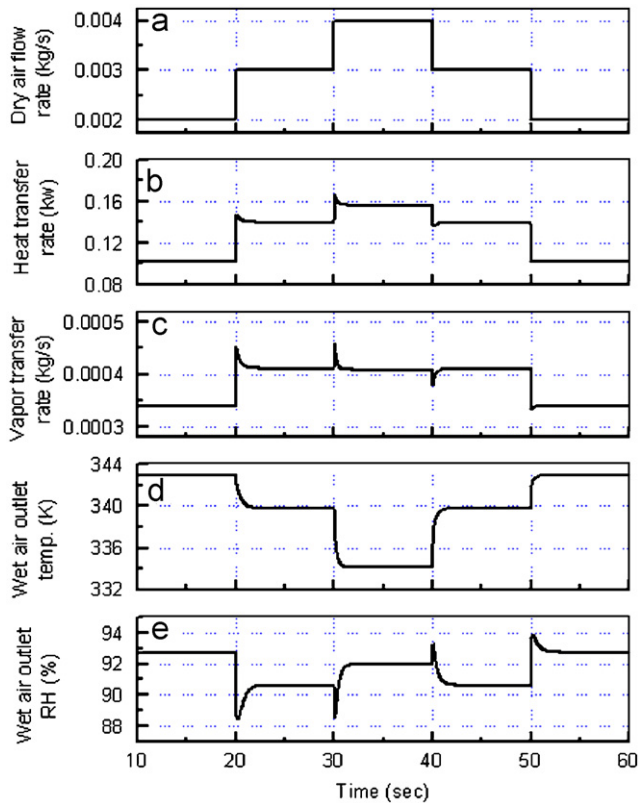 a
Dry air flow
rate (kg/s)
0.004
0.003
0.002
b
Heat transfer
rate (kw)
0.20
0.16
0.12
0.08
c
Vapor transfer
rate (kg/s)
0.0005
0.0004
0.0003
d
Wet air outlet
temp. (K)
344
340
336
332
e
Wet air outlet
RH (%)
94
92
90
88
10 20 30 40 50 60
Time (sec)